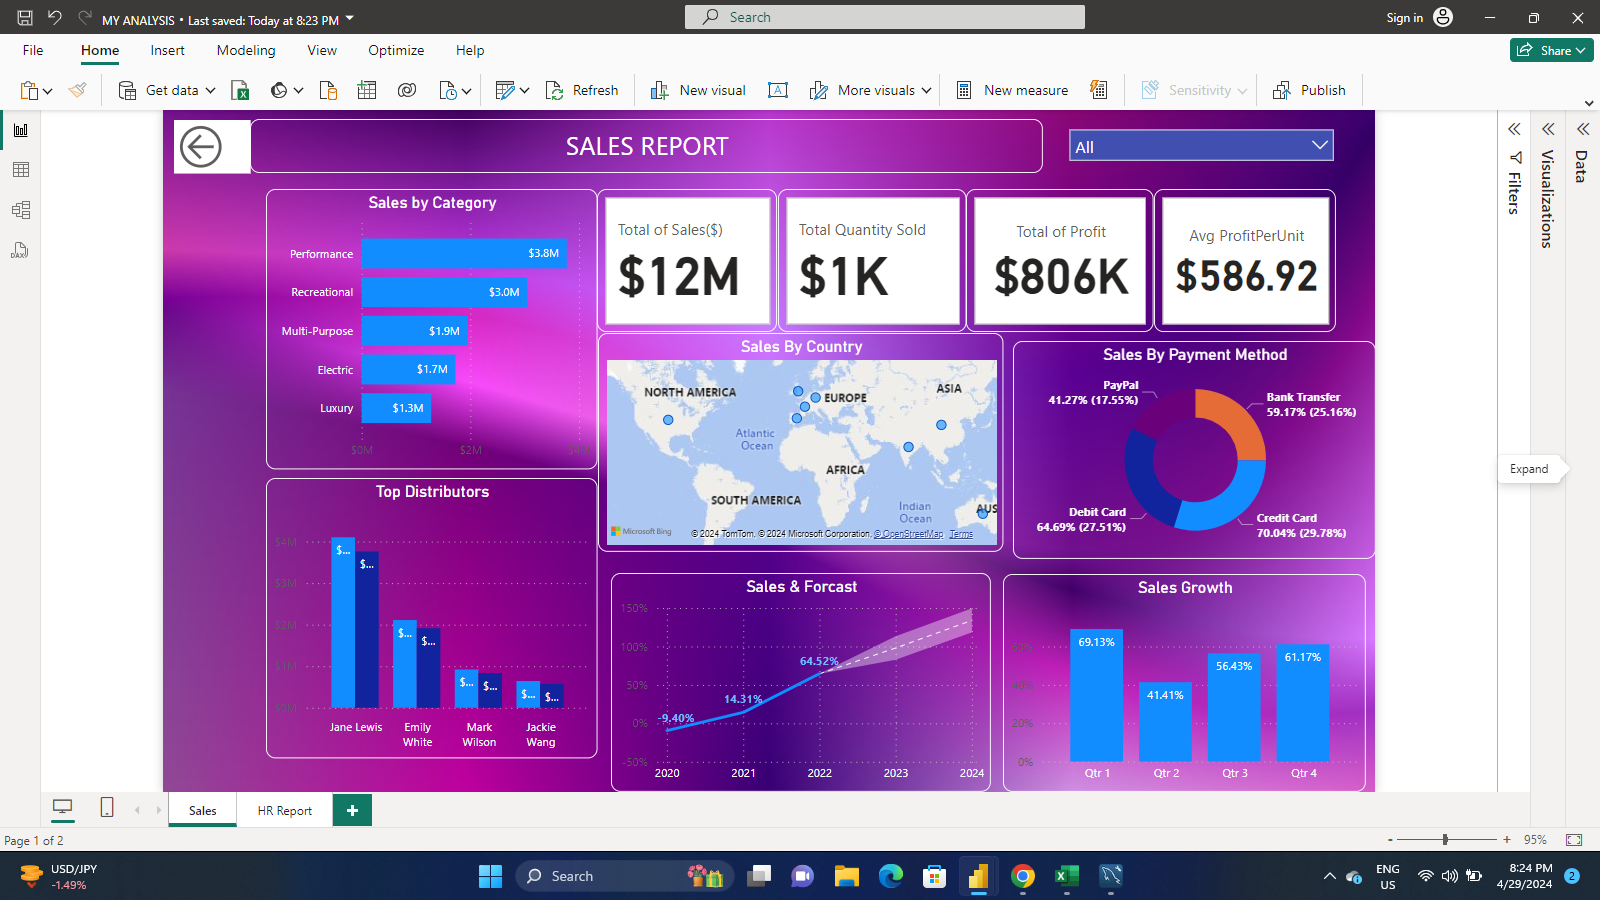 MY ANALYSIS • Last saved: Today at 8:23 PM
Search
Sign in
File
Home
Insert
Modeling
View
Optimize
Help
Share
Get data
Refresh
New visual
More visuals
New measure
Sensitivity
Publish
SALES REPORT
All
Filters
Visualizations
Data
Expand
Sales by Category
Performance
$3.8M
Recreational
$3.0M
Multi-Purpose
$1.9M
Electric
$1.7M
Luxury
$1.3M
$0M
$2M
$4M
Total of Sales($)
$12M
Total Quantity Sold
$1K
Total of Profit
$806K
Avg ProfitPerUnit
$586.92
Sales By Country
NORTH AMERICA
EUROPE
ASIA
Atlantic
Ocean
AFRICA
SOUTH AMERICA
Indian
Ocean
AUS
Microsoft Bing
© 2024 TomTom, © 2024 Microsoft Corporation, © OpenStreetMap Terms
Sales By Payment Method
PayPal
41.27% (17.55%)
Bank Transfer
59.17% (25.16%)
Debit Card
64.69% (27.51%)
Credit Card
70.04% (29.78%)
Top Distributors
$4M
$3M
$2M
$1M
$0M
$...
$...
$...
$...
$...
$...
$...
$...
Jane Lewis
Emily
White
Mark
Wilson
Jackie
Wang
Sales & Forcast
150%
100%
50%
0%
-50%
-9.40%
14.31%
64.52%
2020
2021
2022
2023
2024
Sales Growth
60%
40%
20%
0%
69.13%
41.41%
56.43%
61.17%
Qtr 1
Qtr 2
Qtr 3
Qtr 4
Sales
HR Report
Page 1 of 2
- + 95%
USD/JPY
-1.49%
Search
ENG
US
8:24 PM
4/29/2024
2